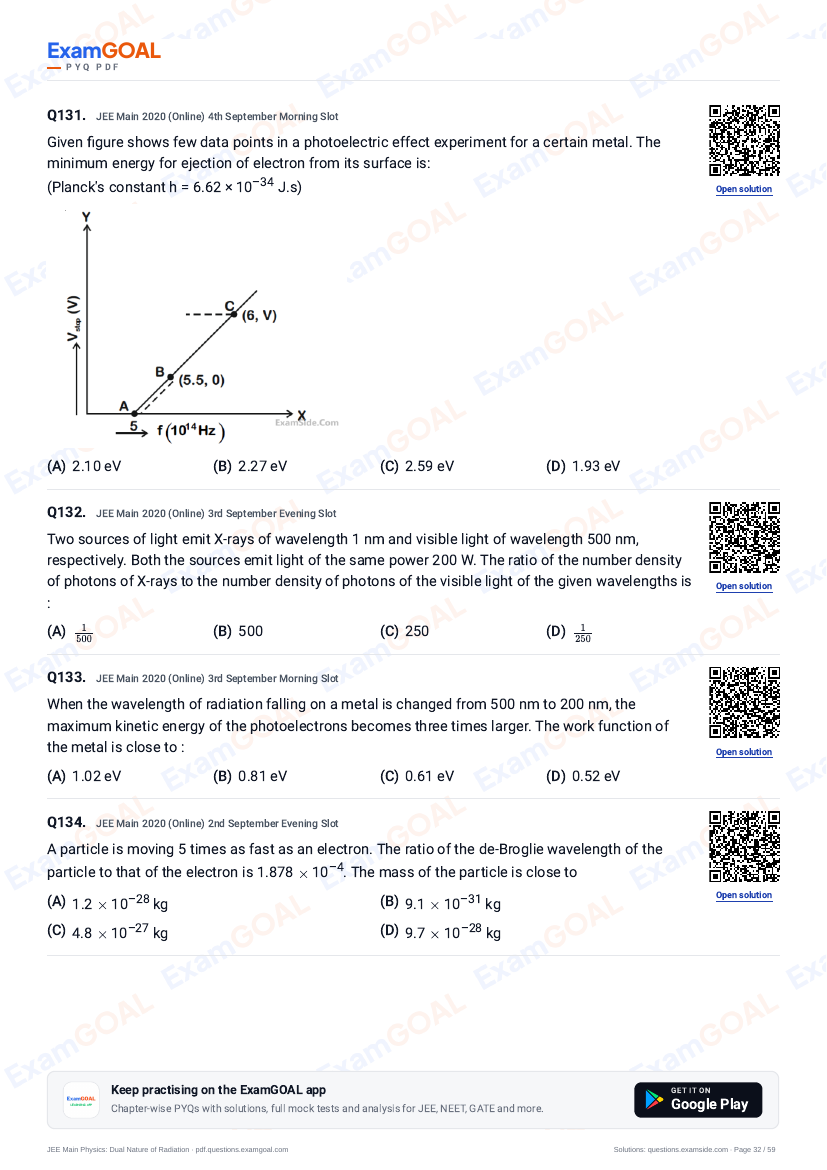 ExamGOAL
PYQ PDF
Q131. JEE Main 2020 (Online) 4th September Morning Slot
Given figure shows few data points in a photoelectric effect experiment for a certain metal. The
minimum energy for ejection of electron from its surface is:
(Planck's constant h = 6.62 × 10⁻³⁴ J.s)
Open solution
Y
V stop (V)
C
(6, V)
B
(5.5, 0)
A
X
5 f (10¹⁴ Hz)
ExamSide.Com
(A) 2.10 eV (B) 2.27 eV (C) 2.59 eV (D) 1.93 eV
Q132. JEE Main 2020 (Online) 3rd September Evening Slot
Two sources of light emit X-rays of wavelength 1 nm and visible light of wavelength 500 nm,
respectively. Both the sources emit light of the same power 200 W. The ratio of the number density
of photons of X-rays to the number density of photons of the visible light of the given wavelengths is
:
Open solution
(A) 1/500 (B) 500 (C) 250 (D) 1/250
Q133. JEE Main 2020 (Online) 3rd September Morning Slot
When the wavelength of radiation falling on a metal is changed from 500 nm to 200 nm, the
maximum kinetic energy of the photoelectrons becomes three times larger. The work function of
the metal is close to :
Open solution
(A) 1.02 eV (B) 0.81 eV (C) 0.61 eV (D) 0.52 eV
Q134. JEE Main 2020 (Online) 2nd September Evening Slot
A particle is moving 5 times as fast as an electron. The ratio of the de-Broglie wavelength of the
particle to that of the electron is 1.878 × 10⁻⁴. The mass of the particle is close to
Open solution
(A) 1.2 × 10⁻²⁸ kg (B) 9.1 × 10⁻³¹ kg
(C) 4.8 × 10⁻²⁷ kg (D) 9.7 × 10⁻²⁸ kg
ExamGOAL
Keep practising on the ExamGOAL app
Chapter-wise PYQs with solutions, full mock tests and analysis for JEE, NEET, GATE and more.
GET IT ON
Google Play
JEE Main Physics: Dual Nature of Radiation · pdf.questions.examgoal.com
Solutions: questions.examside.com · Page 32 / 59